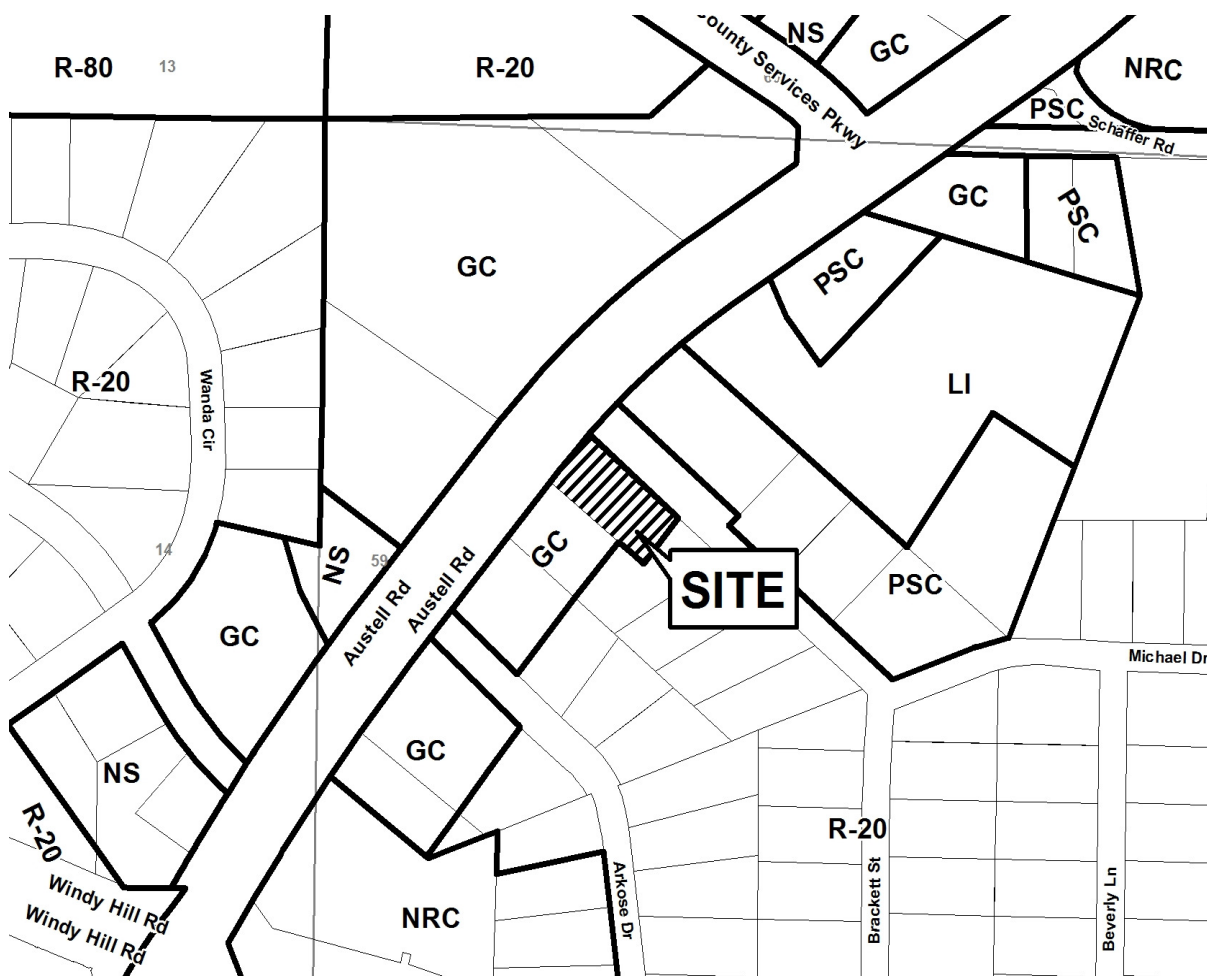 NS
County Services Pkwy
GC
R-80
13
R-20
NRC
PSC
Schaffer Rd
GC
PSC
GC
PSC
R-20
Wanda Cir
LI
14
NS
59
GC
SITE
PSC
Austell Rd
Austell Rd
GC
Michael Dr
GC
NS
R-20
R-20
Windy Hill Rd
Windy Hill Rd
NRC
Arkose Dr
Brackett St
Beverly Ln